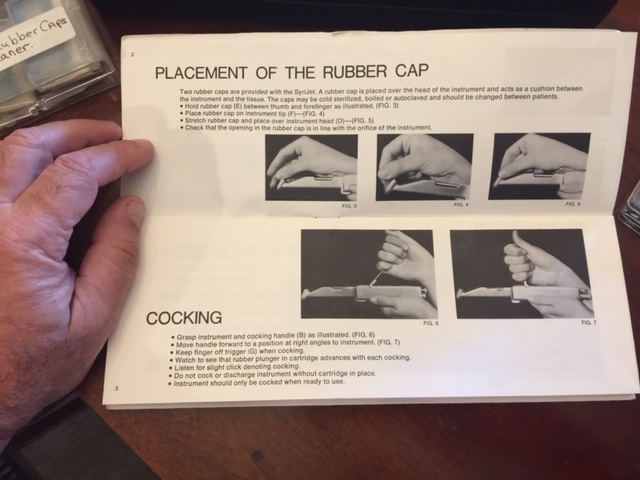 Rubber Caps
2
PLACEMENT OF THE RUBBER CAP
Two rubber caps are provided with the SyriJet. A rubber cap is placed over the head of the instrument and acts as a cushion between
the instrument and the tissue. The caps may be cold sterilized, boiled or autoclaved and should be changed between patients.
• Hold rubber cap (E) between thumb and forefinger as illustrated. (FIG. 3)
• Place rubber cap on instrument tip (F)—(FIG. 4)
• Stretch rubber cap and place over instrument head (D)—(FIG. 5)
• Check that the opening in the rubber cap is in line with the orifice of the instrument.
FIG. 3
FIG. 4
FIG. 5
FIG. 6
FIG. 7
COCKING
• Grasp instrument and cocking handle (B) as illustrated. (FIG. 6)
• Move handle forward to a position at right angles to instrument. (FIG. 7)
• Keep finger off trigger (G) when cocking.
• Watch to see that rubber plunger in cartridge advances with each cocking.
• Listen for slight click denoting cocking.
• Do not cock or discharge instrument without cartridge in place.
• Instrument should only be cocked when ready to use.
3